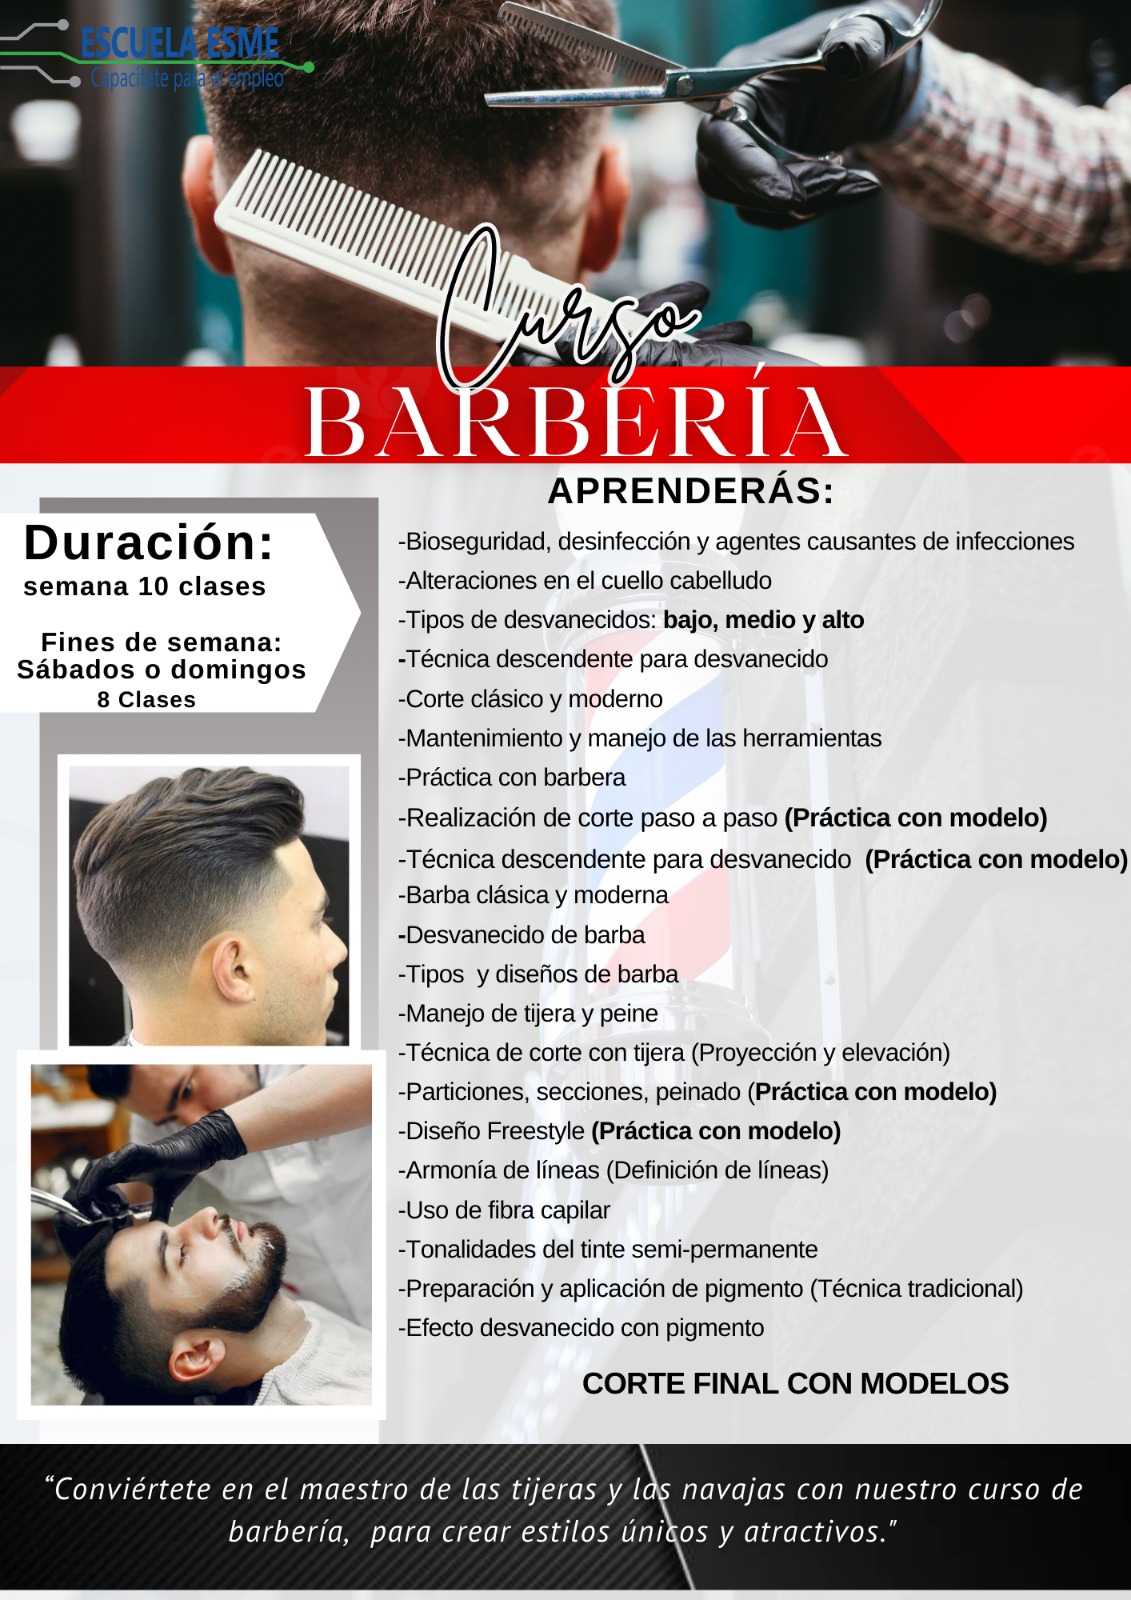 ESCUELA ESME
Capacítate para el empleo
Curso
BARBERÍA
APRENDERÁS:
Duración:
semana 10 clases
Fines de semana:
Sábados o domingos
8 Clases
-Bioseguridad, desinfección y agentes causantes de infecciones
-Alteraciones en el cuello cabelludo
-Tipos de desvanecidos: bajo, medio y alto
-Técnica descendente para desvanecido
-Corte clásico y moderno
-Mantenimiento y manejo de las herramientas
-Práctica con barbera
-Realización de corte paso a paso (Práctica con modelo)
-Técnica descendente para desvanecido  (Práctica con modelo)
-Barba clásica y moderna
-Desvanecido de barba
-Tipos  y diseños de barba
-Manejo de tijera y peine
-Técnica de corte con tijera (Proyección y elevación)
-Particiones, secciones, peinado (Práctica con modelo)
-Diseño Freestyle (Práctica con modelo)
-Armonía de líneas (Definición de líneas)
-Uso de fibra capilar
-Tonalidades del tinte semi-permanente
-Preparación y aplicación de pigmento (Técnica tradicional)
-Efecto desvanecido con pigmento
CORTE FINAL CON MODELOS
“Conviértete en el maestro de las tijeras y las navajas con nuestro curso de
barbería,  para crear estilos únicos y atractivos."